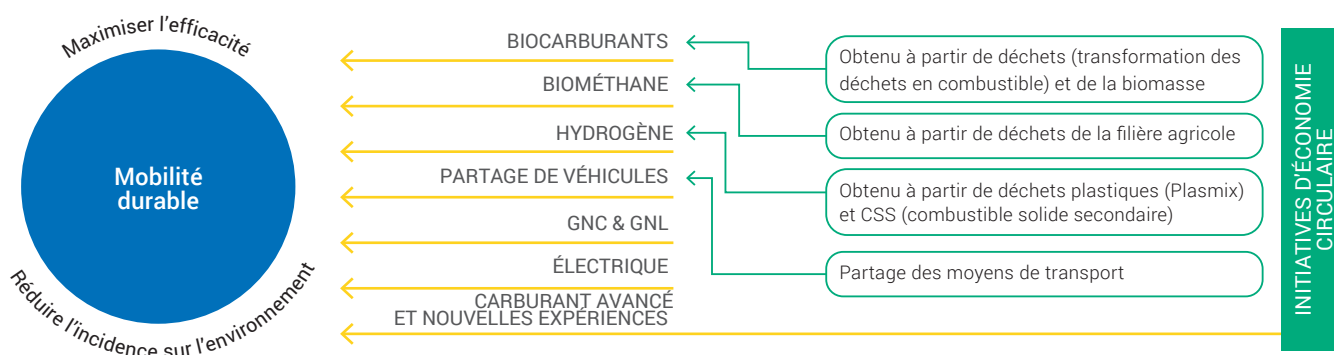 Maximiser l'efficacité
Mobilité
durable
Réduire l'incidence sur l'environnement
BIOCARBURANTS
BIOMÉTHANE
HYDROGÈNE
PARTAGE DE VÉHICULES
GNC & GNL
ÉLECTRIQUE
CARBURANT AVANCÉ
ET NOUVELLES EXPÉRIENCES
Obtenu à partir de déchets (transformation des
déchets en combustible) et de la biomasse
Obtenu à partir de déchets de la filière agricole
Obtenu à partir de déchets plastiques (Plasmix)
et CSS (combustible solide secondaire)
Partage des moyens de transport
INITIATIVES D'ÉCONOMIE
CIRCULAIRE